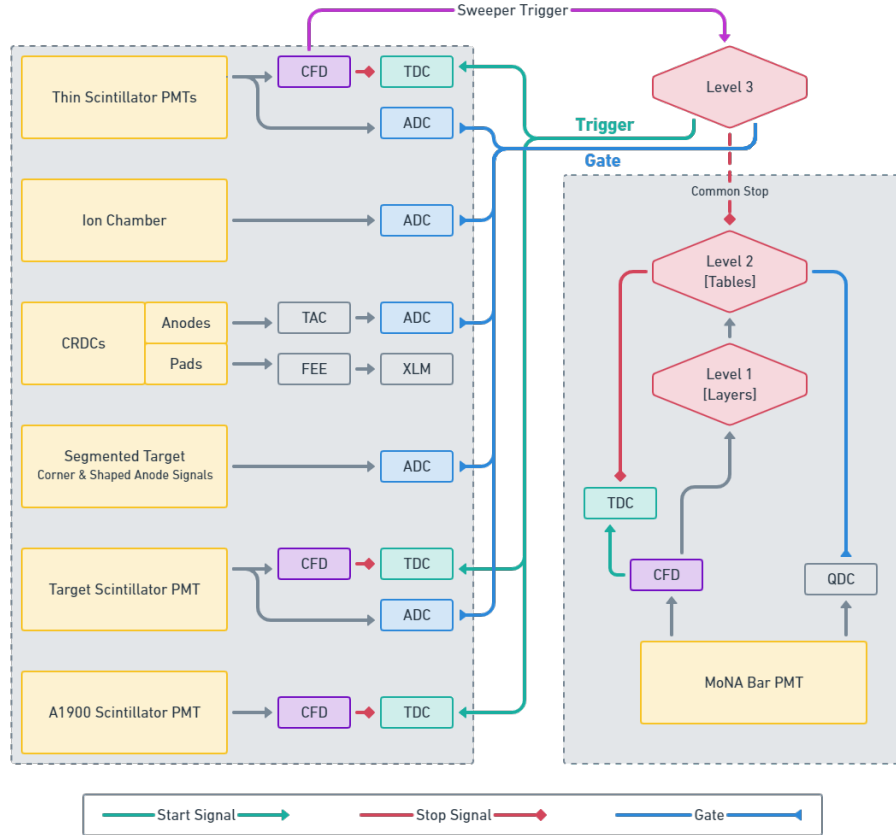 Sweeper Trigger
Thin Scintillator PMTs
CFD
TDC
ADC
Level 3
Trigger
Gate
Common Stop
Ion Chamber
ADC
Level 2
[Tables]
CRDCs
Anodes
TAC
ADC
Pads
FEE
XLM
Level 1
[Layers]
Segmented Target
Corner & Shaped Anode Signals
ADC
TDC
Target Scintillator PMT
CFD
TDC
ADC
CFD
QDC
A1900 Scintillator PMT
CFD
TDC
MoNA Bar PMT
Start Signal
Stop Signal
Gate